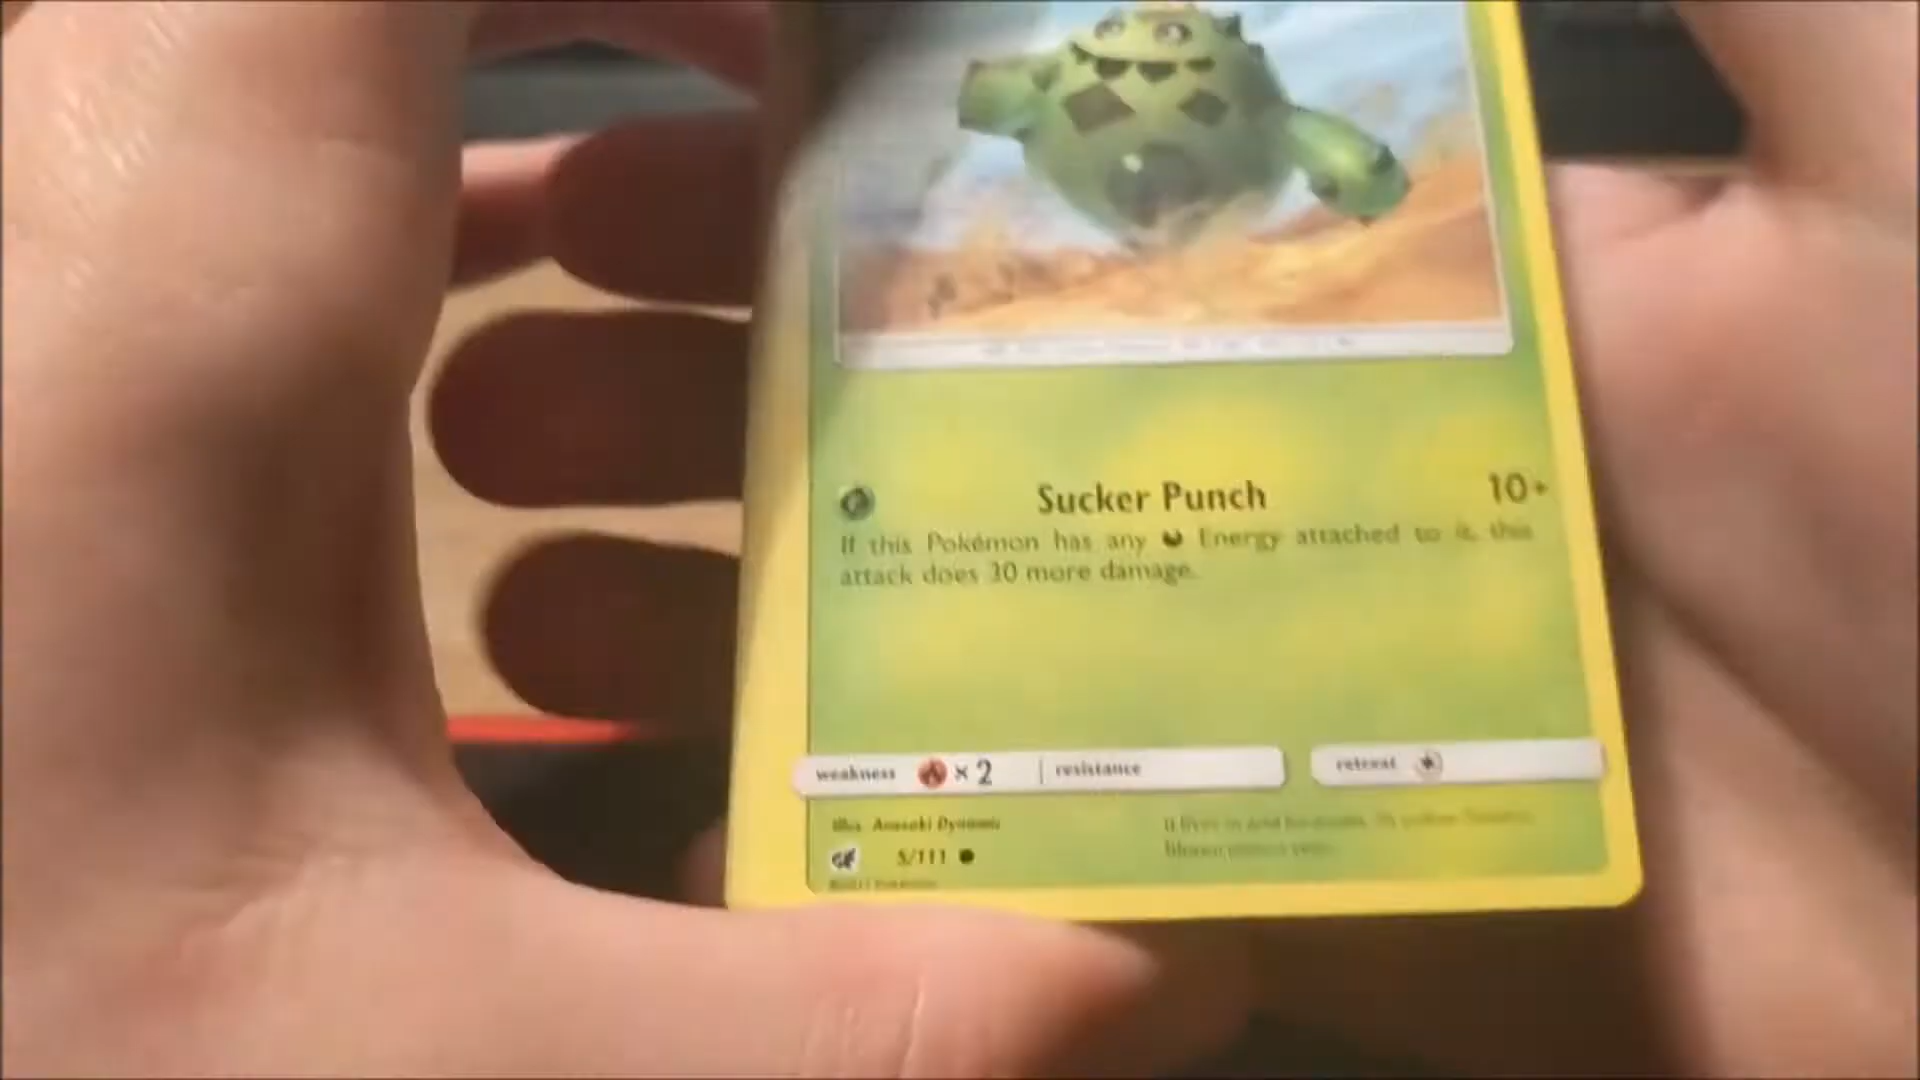 Sucker Punch 10+
If this Pokémon has any Energy attached to it, this
attack does 30 more damage.
weakness × 2 resistance retreat
Illus.
5/111